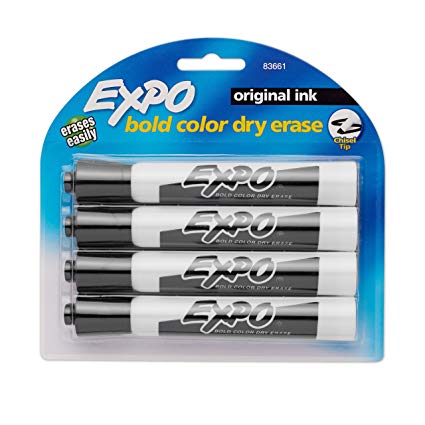 83661
EXPO
original ink
bold color dry erase
erases
easily
Chisel
Tip
EXPO
BOLD COLOR DRY ERASE
EXPO
BOLD COLOR DRY ERASE
EXPO
BOLD COLOR DRY ERASE
EXPO
BOLD COLOR DRY ERASE